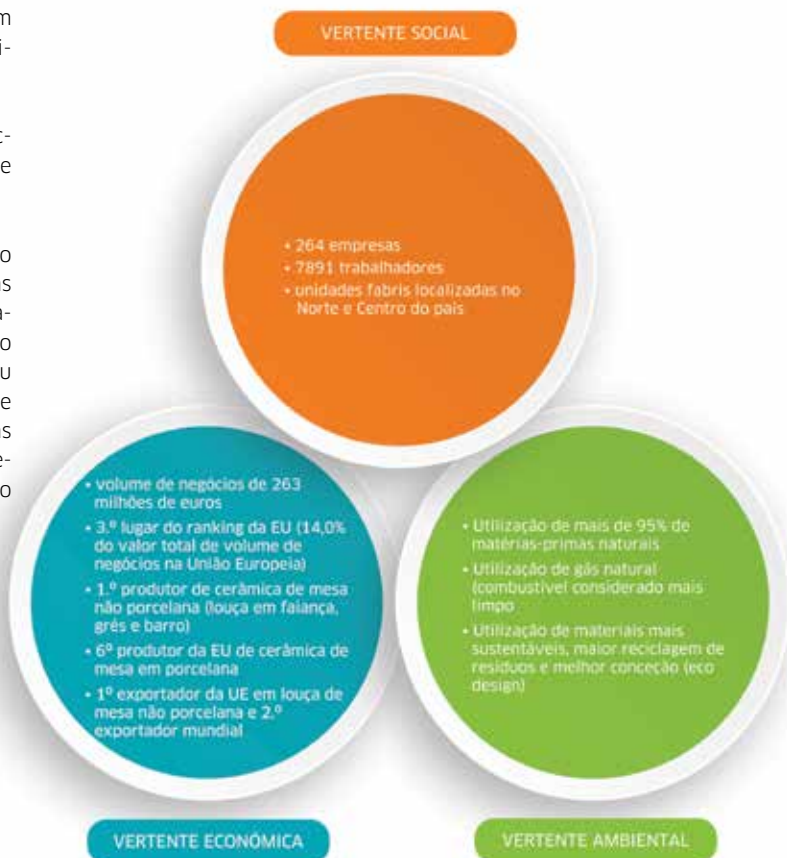 m
i-
c-
e
o
as
a-
o
u
e
as
e-
o
VERTENTE SOCIAL
• 264 empresas
• 7891 trabalhadores
• unidades fabris localizadas no
Norte e Centro do país
• volume de negócios de 263
milhões de euros
• 3.º lugar do ranking da EU (14,0%
do valor total de volume de
negócios na União Europeia)
• 1.º produtor de cerâmica de mesa
não porcelana (louça em faiança,
grés e barro)
• 6º produtor da EU de cerâmica de
mesa em porcelana
• 1º exportador da UE em louça de
mesa não porcelana e 2.º
exportador mundial
• Utilização de mais de 95% de
matérias-primas naturais
• Utilização de gás natural
(combustível considerado mais
limpo
• Utilização de materiais mais
sustentáveis, maior reciclagem de
resíduos e melhor conceção (eco
design)
VERTENTE ECONÓMICA
VERTENTE AMBIENTAL